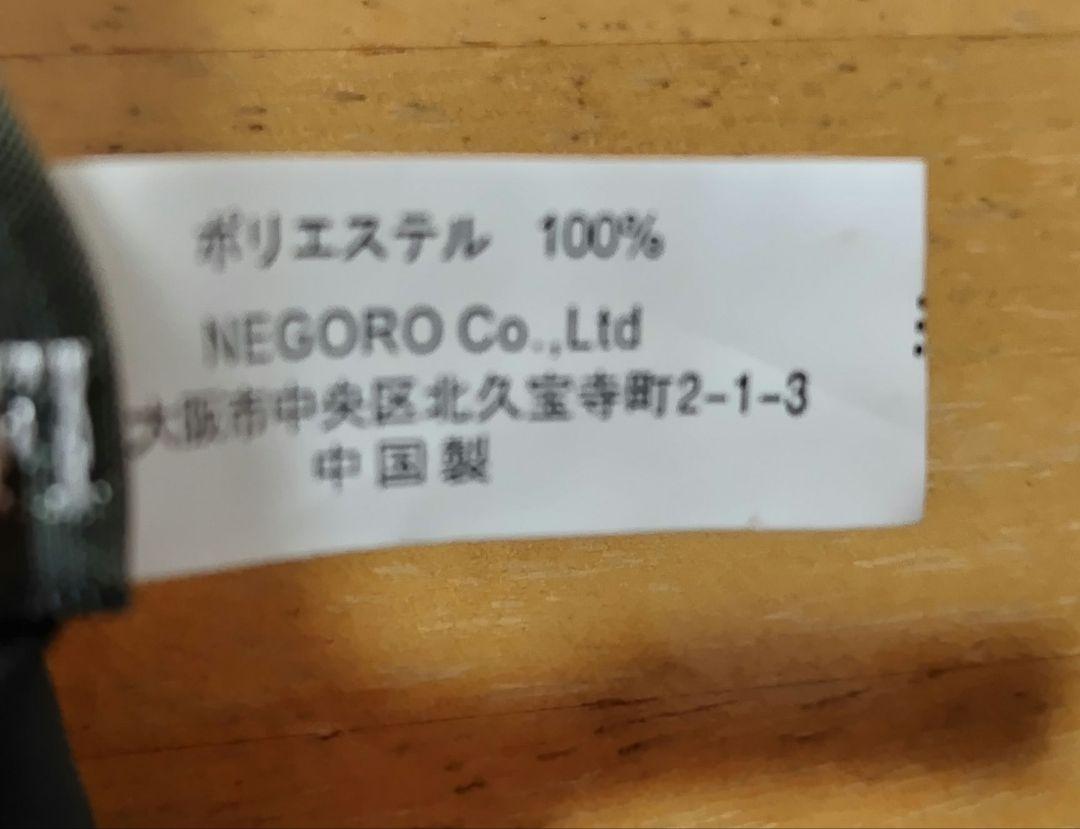 ポリエステル 100%
NEGORO Co.,Ltd
大阪市中央区北久宝寺町2-1-3
中国製